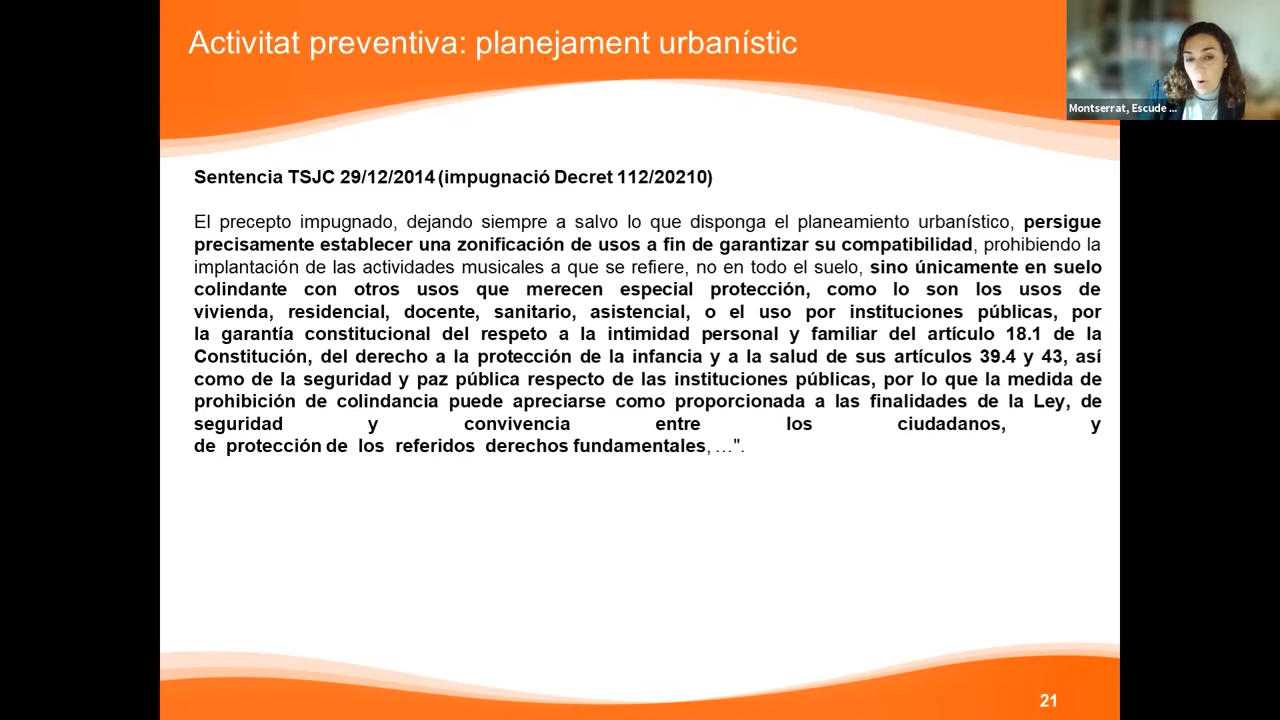 Activitat preventiva: planejament urbanístic
Montserrat, Escude ...
Sentencia TSJC 29/12/2014 (impugnació Decret 112/20210)
El precepto impugnado, dejando siempre a salvo lo que disponga el planeamiento urbanístico, persigue
precisamente establecer una zonificación de usos a fin de garantizar su compatibilidad, prohibiendo la
implantación de las actividades musicales a que se refiere, no en todo el suelo, sino únicamente en suelo
colindante con otros usos que merecen especial protección, como lo son los usos de
vivienda, residencial, docente, sanitario, asistencial, o el uso por instituciones públicas, por
la garantía constitucional del respeto a la intimidad personal y familiar del artículo 18.1 de la
Constitución, del derecho a la protección de la infancia y a la salud de sus artículos 39.4 y 43, así
como de la seguridad y paz pública respecto de las instituciones públicas, por lo que la medida de
prohibición de colindancia puede apreciarse como proporcionada a las finalidades de la Ley, de
seguridad y convivencia entre los ciudadanos, y
de protección de los referidos derechos fundamentales, …".
21